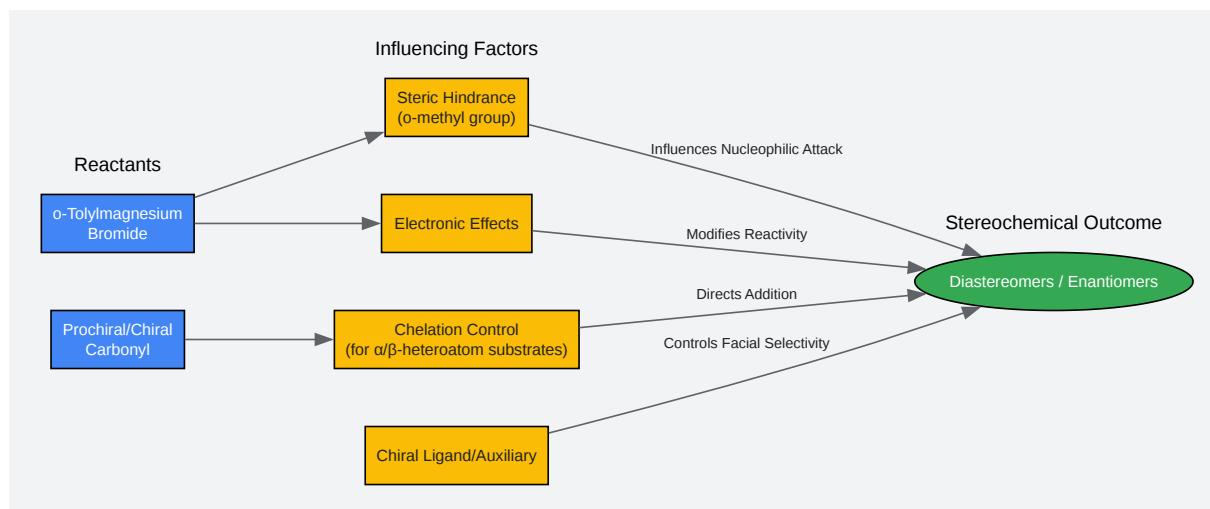 Influencing Factors
Steric Hindrance
(o-methyl group)
Influences Nucleophilic Attack
Reactants
o-Tolylmagnesium
Bromide
Electronic Effects
Modifies Reactivity
Stereochemical Outcome
Diastereomers / Enantiomers
Prochiral/Chiral
Carbonyl
Chelation Control
(for α/β-heteroatom substrates)
Directs Addition
Controls Facial Selectivity
Chiral Ligand/Auxiliary